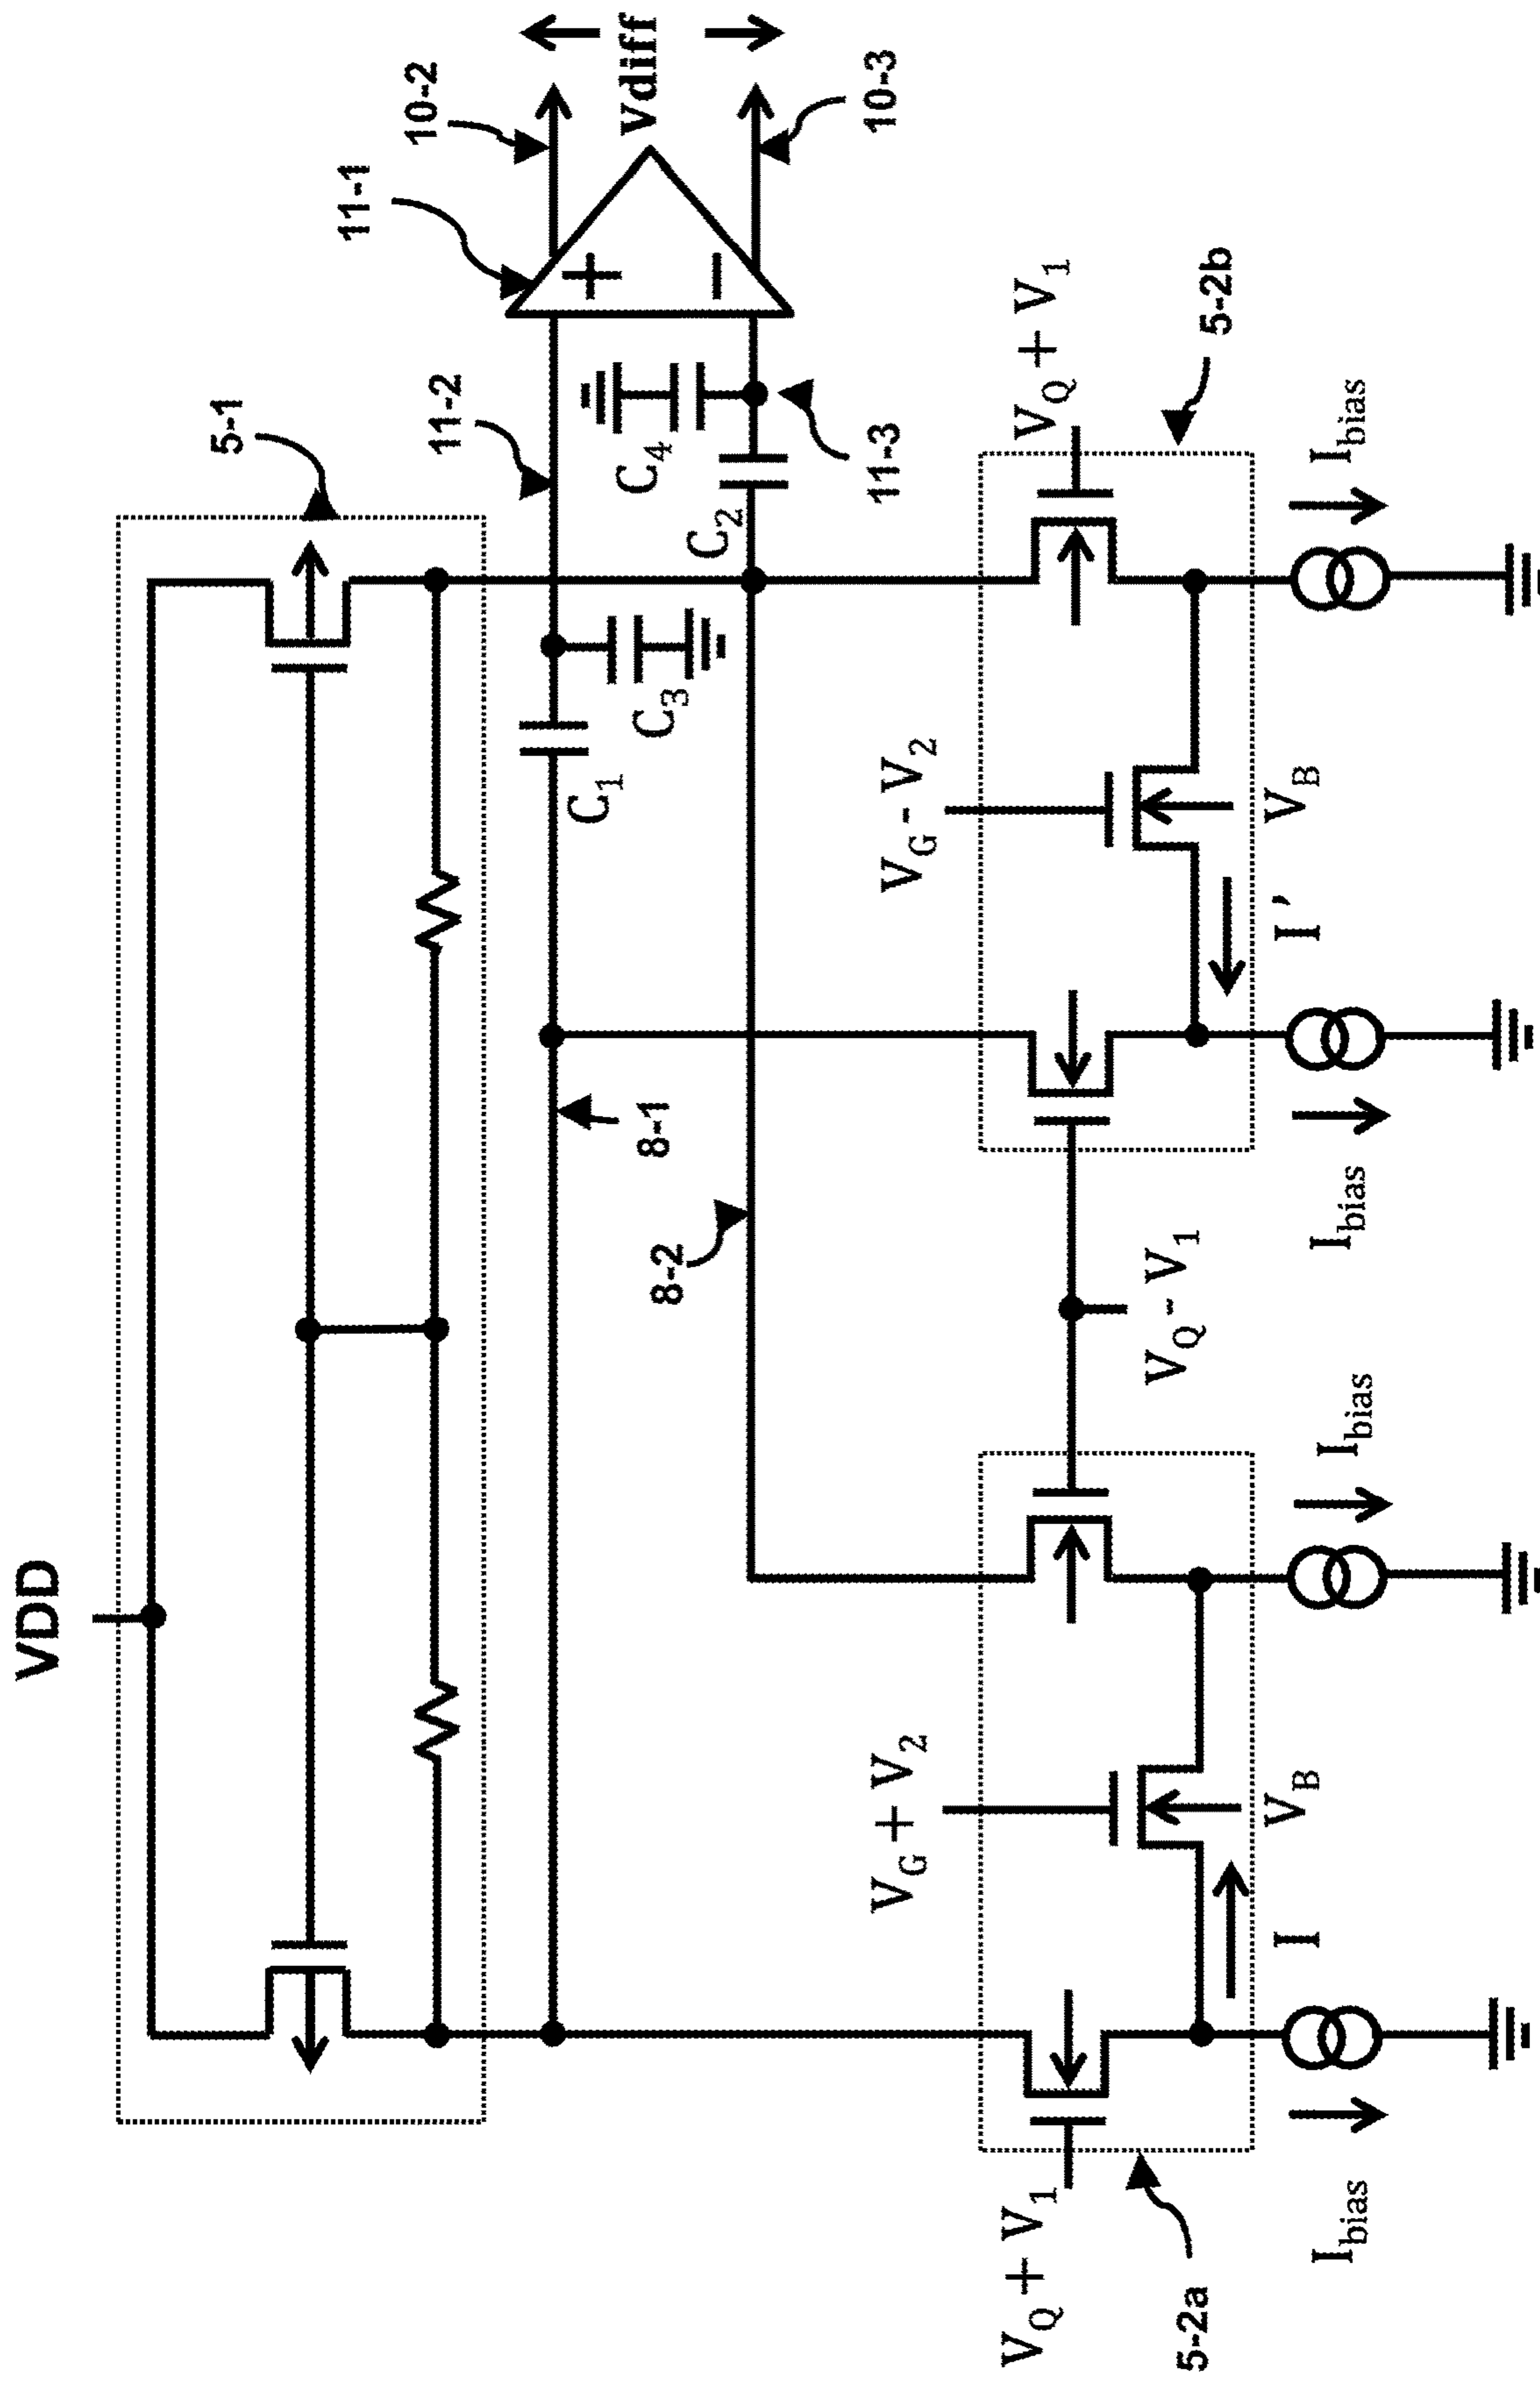 VDD
5-1
11-1
10-2
Vdiff
10-3
+
−
11-2
11-3
C4
C2
C3
C1
8-1
8-2
VQ + V1
5-2b
VG - V2
VB
I'
Ibias
Ibias
VQ - V1
VG + V2
VB
I
Ibias
Ibias
VQ + V1
5-2a